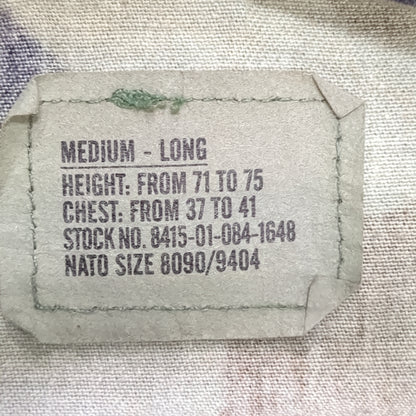 MEDIUM - LONG
HEIGHT: FROM 71 TO 75
CHEST: FROM 37 TO 41
STOCK NO. 8415-01-084-1648
NATO SIZE 8090/9404